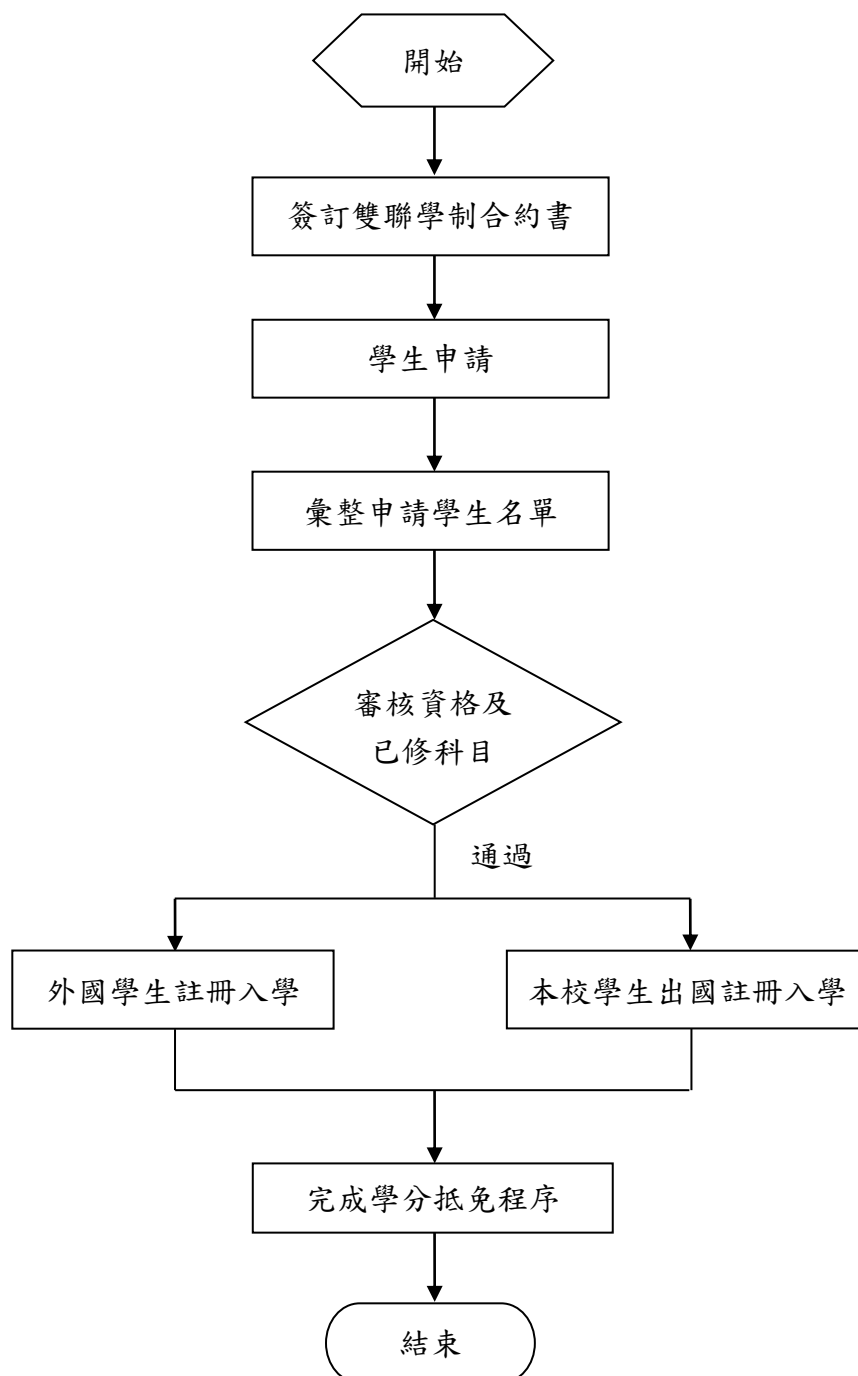 開始
簽訂雙聯學制合約書
學生申請
彙整申請學生名單
審核資格及
已修科目
通過
外國學生註冊入學
本校學生出國註冊入學
完成學分抵免程序
結束